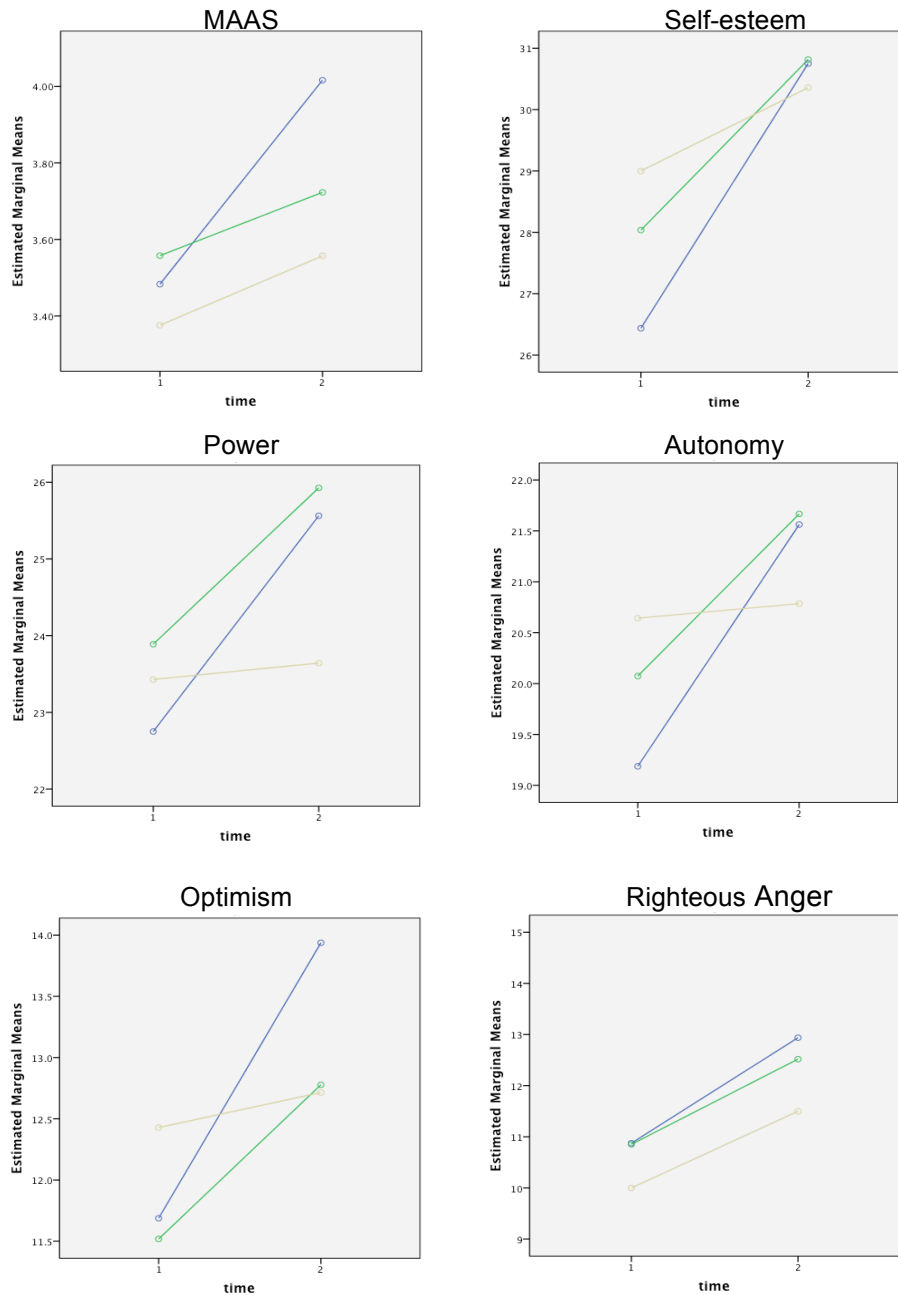 MAAS
Estimated Marginal Means
4.00
3.80
3.60
3.40
1 2
time
Self-esteem
Estimated Marginal Means
31
30
29
28
27
26
1 2
time
Power
Estimated Marginal Means
26
25
24
23
22
1 2
time
Autonomy
Estimated Marginal Means
22.0
21.5
21.0
20.5
20.0
19.5
19.0
1 2
time
Optimism
Estimated Marginal Means
14.0
13.5
13.0
12.5
12.0
11.5
1 2
time
Righteous Anger
Estimated Marginal Means
15
14
13
12
11
10
9
1 2
time